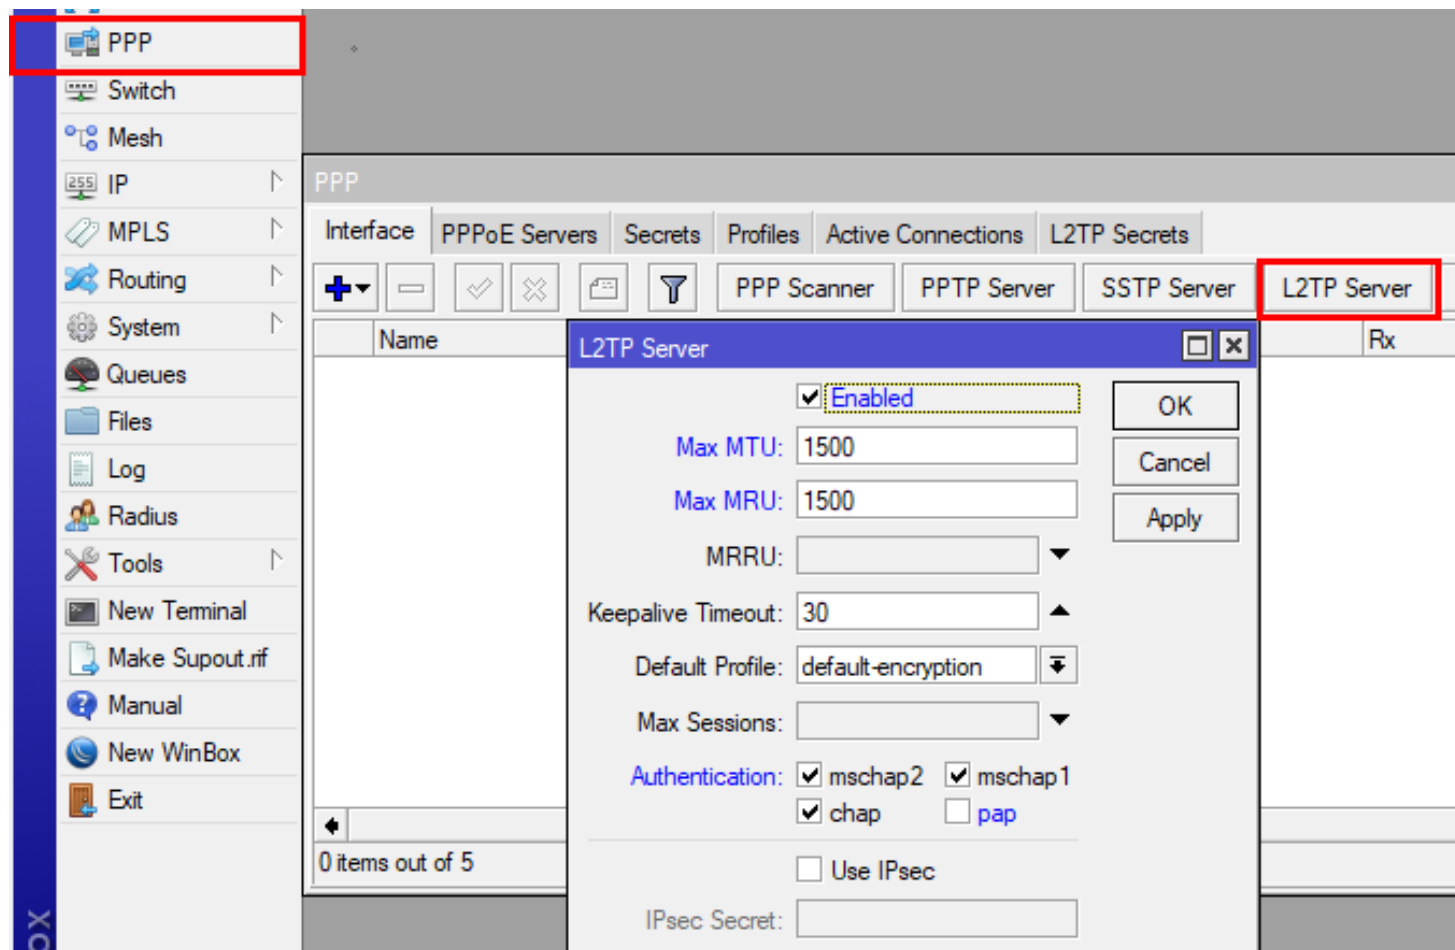 PPP
Switch
Mesh
255 IP
MPLS
Routing
System
Queues
Files
Log
Radius
Tools
New Terminal
Make Supout.rif
Manual
New WinBox
Exit
PPP
Interface PPPoE Servers Secrets Profiles Active Connections L2TP Secrets
PPP Scanner PPTP Server SSTP Server L2TP Server
Name Rx
L2TP Server
Enabled
OK
Max MTU: 1500
Cancel
Max MRU: 1500
Apply
MRRU:
Keepalive Timeout: 30
Default Profile: default-encryption
Max Sessions:
Authentication: mschap2 mschap1
chap pap
0 items out of 5
Use IPsec
IPsec Secret: